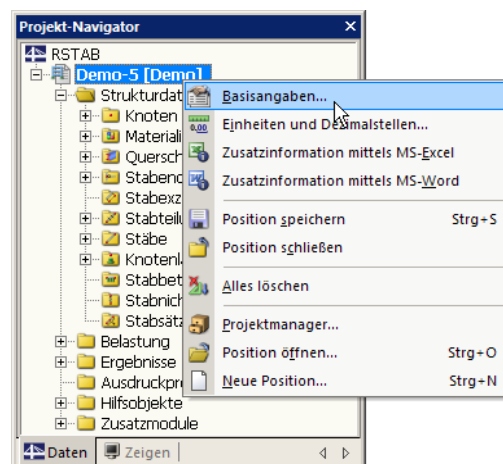 Projekt-Navigator
RSTAB
Demo-5 [Demo]
Strukturdat
Knoten
Materiali
Quersch
Stabend
Stabexz
Stabteilu
Stäbe
Knotenl
Stabbet
Stabnich
Stabsätz
Belastung
Ergebnisse
Ausdruckpr
Hilfsobjekte
Zusatzmodule
Daten Zeigen
Basisangaben...
Einheiten und Dezimalstellen...
Zusatzinformation mittels MS-Excel
Zusatzinformation mittels MS-Word
Position speichern Strg+S
Position schließen
Alles löschen
Projektmanager...
Position öffnen... Strg+O
Neue Position... Strg+N